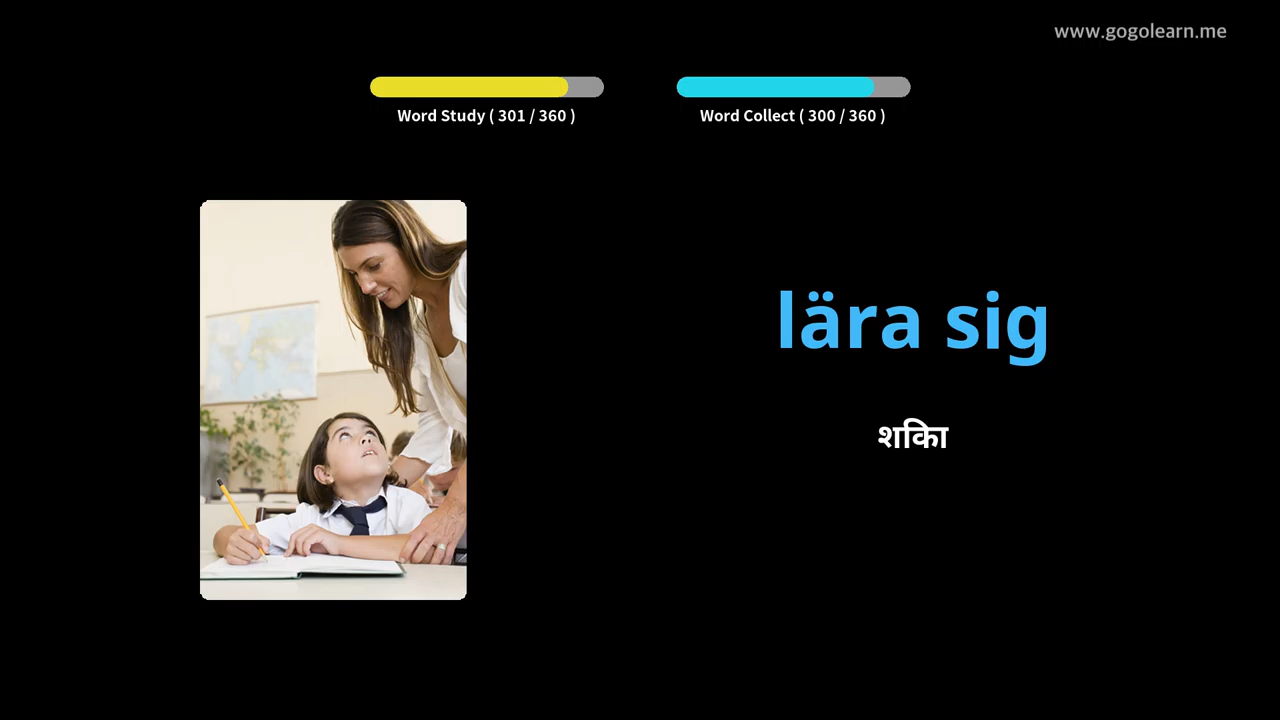 www.gogolearn.me
Word Study ( 301 / 360 )
Word Collect ( 300 / 360 )
lära sig
शकिा